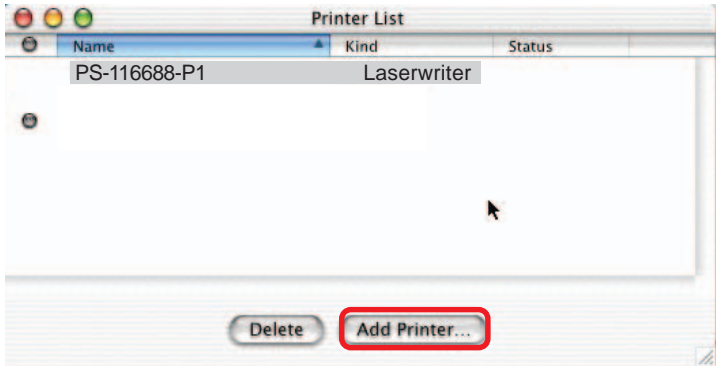 Printer List
Name Kind Status
PS-116688-P1 Laserwriter
Delete Add Printer...